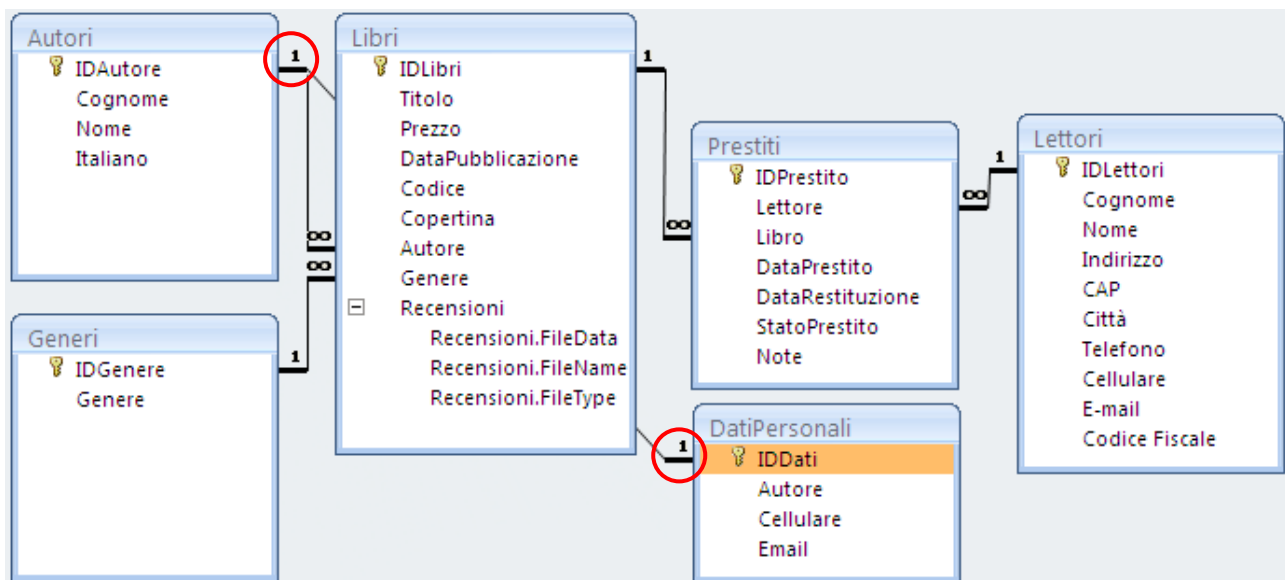 Autori
IDAutore
Cognome
Nome
Italiano
1
Generi
IDGenere
Genere
1
Libri
IDLibri
Titolo
Prezzo
DataPubblicazione
Codice
Copertina
Autore
Genere
Recensioni
Recensioni.FileData
Recensioni.FileName
Recensioni.FileType
∞
∞
1
∞
Prestiti
IDPrestito
Lettore
Libro
DataPrestito
DataRestituzione
StatoPrestito
Note
∞
1
DatiPersonali
1
IDDati
Autore
Cellulare
Email
Lettori
IDLettori
Cognome
Nome
Indirizzo
CAP
Città
Telefono
Cellulare
E-mail
Codice Fiscale